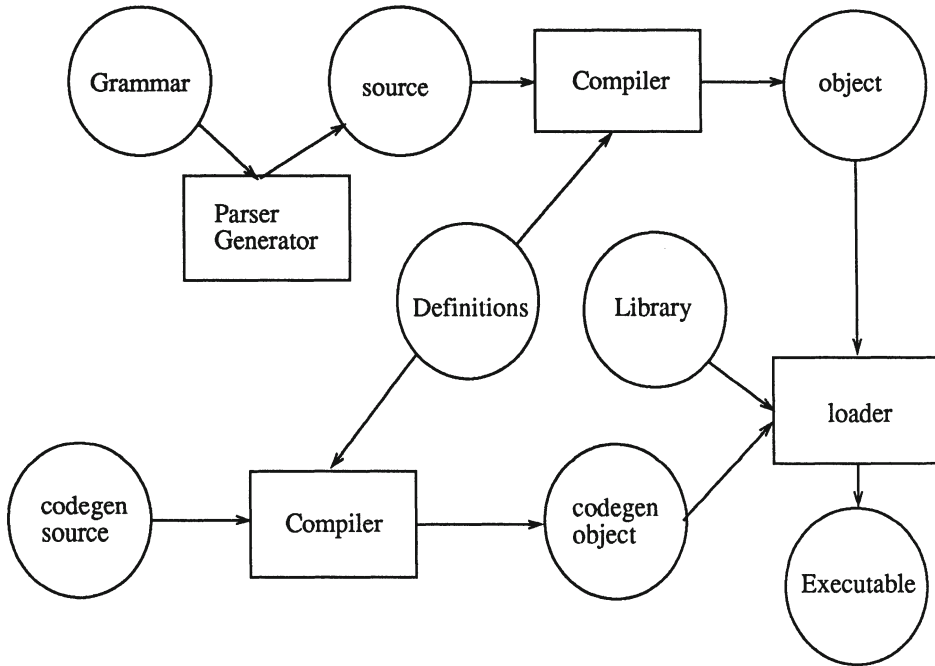 Grammar
source
Compiler
object
Parser
Generator
Definitions
Library
loader
codegen
source
Compiler
codegen
object
Executable